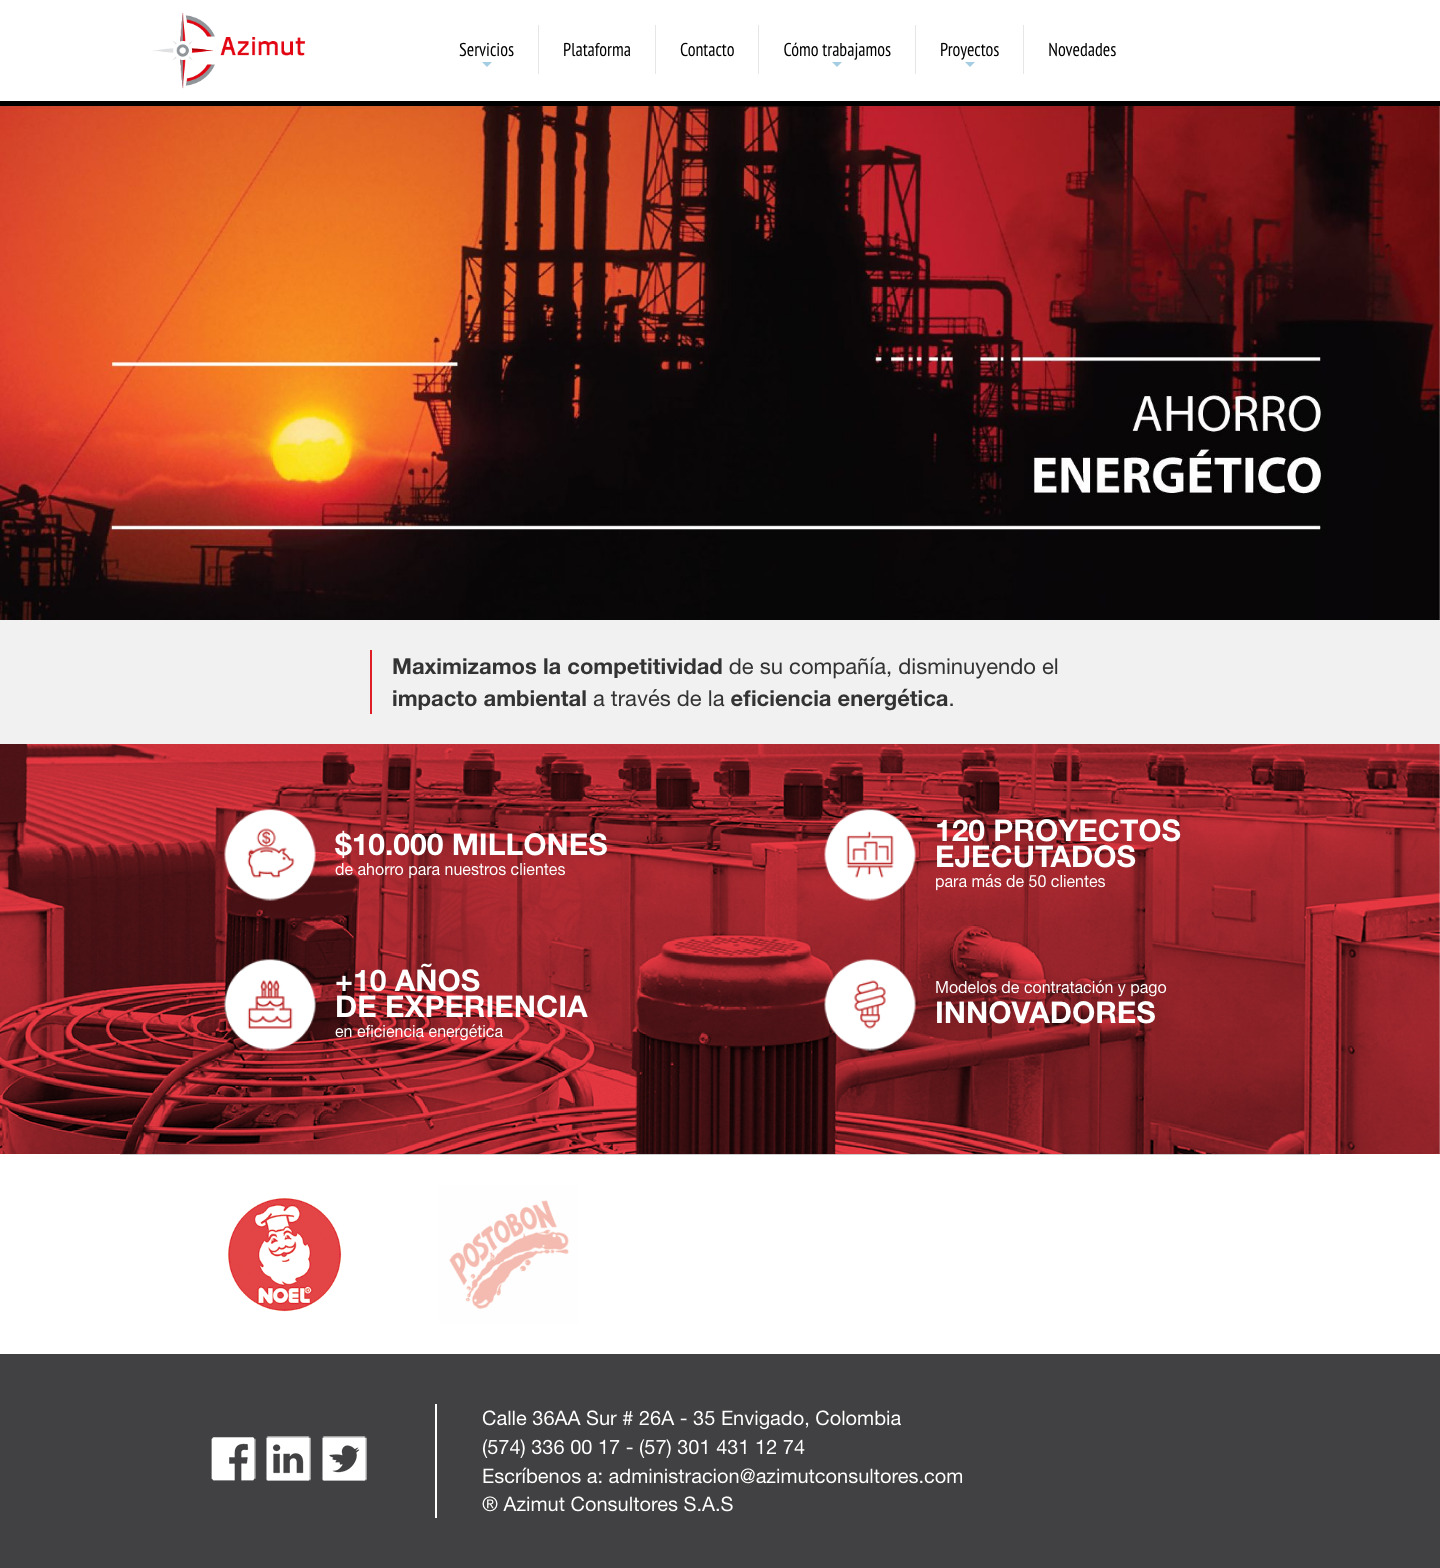 Azimut
Servicios
Plataforma
Contacto
Cómo trabajamos
Proyectos
Novedades
AHORRO
ENERGÉTICO
Maximizamos la competitividad de su compañía, disminuyendo el
impacto ambiental a través de la eficiencia energética.
$10.000 MILLONES
de ahorro para nuestros clientes
120 PROYECTOS
EJECUTADOS
para más de 50 clientes
+10 AÑOS
DE EXPERIENCIA
en eficiencia energética
Modelos de contratación y pago
INNOVADORES
NOEL®
POSTOBON
Calle 36AA Sur # 26A - 35 Envigado, Colombia
(574) 336 00 17 - (57) 301 431 12 74
Escríbenos a: administracion@azimutconsultores.com
® Azimut Consultores S.A.S